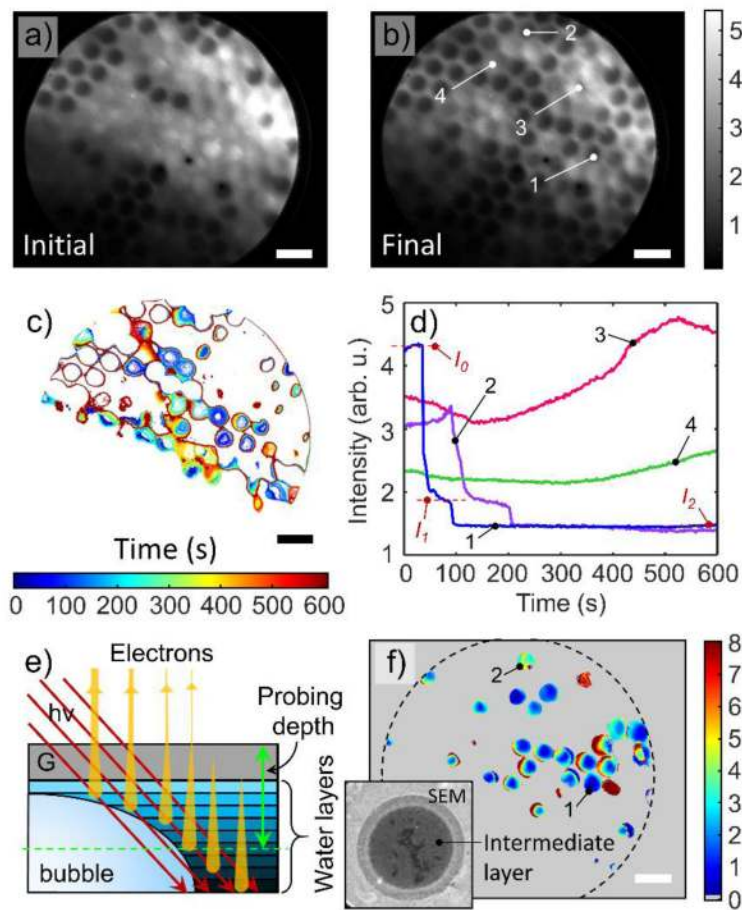 a)
Initial
b)
2
4
3
1
Final
5
4
3
2
1
c)
Time (s)
0 100 200 300 400 500 600
d)
Intensity (arb. u.)
5
4
3
2
1
I0
I1
I2
3
2
4
1
0 100 200 300 400 500 600
Time (s)
e)
Electrons
hν
Probing
depth
G
Water layers
bubble
f)
2
1
SEM
Intermediate
layer
8
7
6
5
4
3
2
1
0